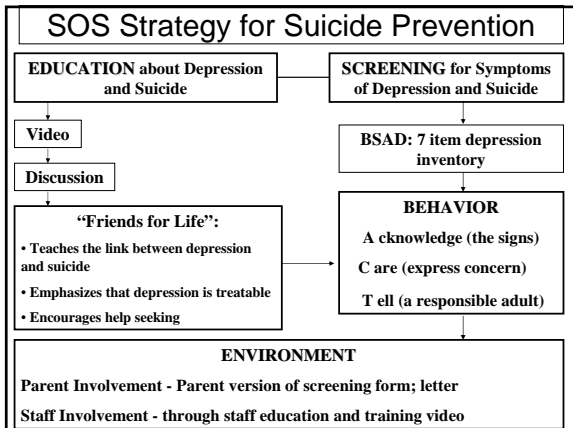 SOS Strategy for Suicide Prevention
EDUCATION about Depression
and Suicide
SCREENING for Symptoms
of Depression and Suicide
Video
Discussion
BSAD: 7 item depression
inventory
“Friends for Life”:
• Teaches the link between depression
and suicide
• Emphasizes that depression is treatable
• Encourages help seeking
BEHAVIOR
A cknowledge (the signs)
C are (express concern)
T ell (a responsible adult)
ENVIRONMENT
Parent Involvement - Parent version of screening form; letter
Staff Involvement - through staff education and training video